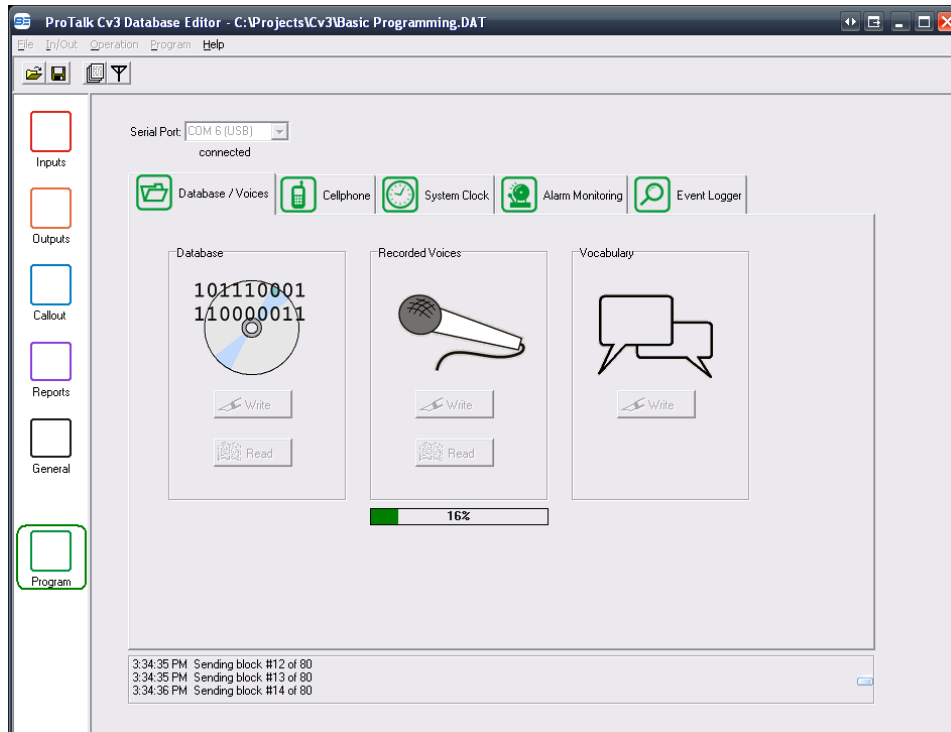 ProTalk Cv3 Database Editor - C:\Projects\Cv3\Basic Programming.DAT
File In/Out Operation Program Help
Serial Port: COM 6 (USB)
connected
Inputs
Outputs
Callout
Reports
General
Program
Database / Voices Cellphone System Clock Alarm Monitoring Event Logger
Database Recorded Voices Vocabulary
101110001
110000011
Write Write Write
Read Read
16%
3:34:35 PM Sending block #12 of 80
3:34:35 PM Sending block #13 of 80
3:34:36 PM Sending block #14 of 80